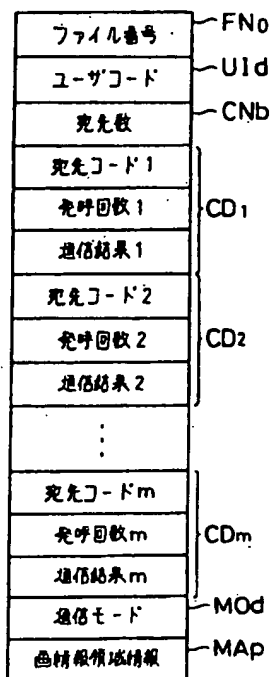 ファイル番号 FNo
ユーザコード UId
宛先数 CNb
宛先コード1
発呼回数1 CD1
通信結果1
宛先コード2
発呼回数2 CD2
通信結果2
⋮
宛先コードm
発呼回数m CDm
通信結果m
通信モード MOd
画情報領域情報 MAp